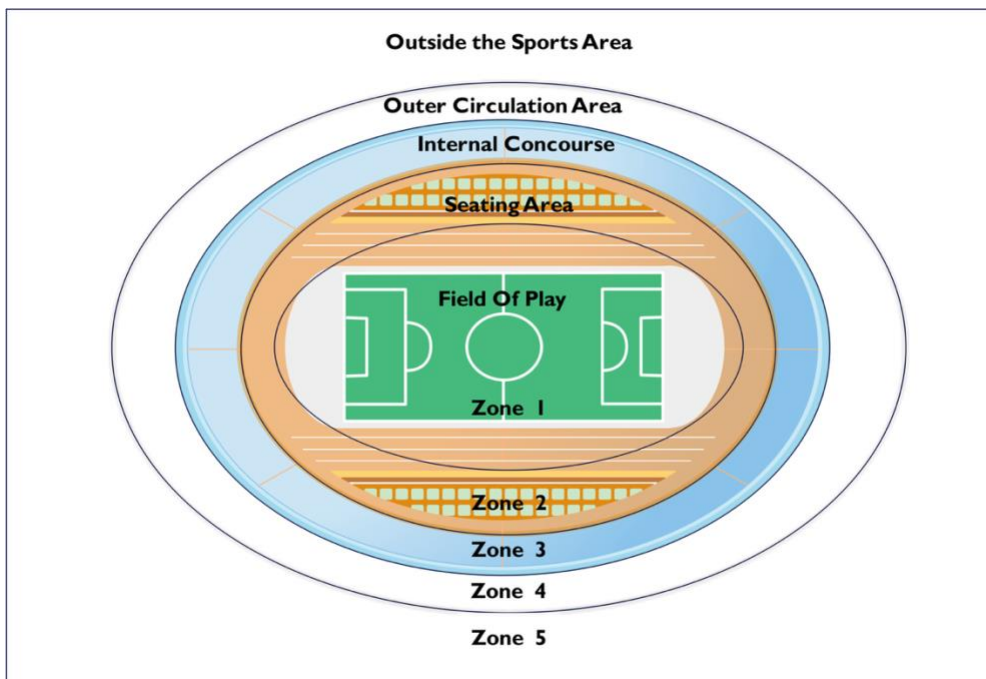 Outside the Sports Area
Outer Circulation Area
Internal Concourse
Seating Area
Field Of Play
Zone 1
Zone 2
Zone 3
Zone 4
Zone 5